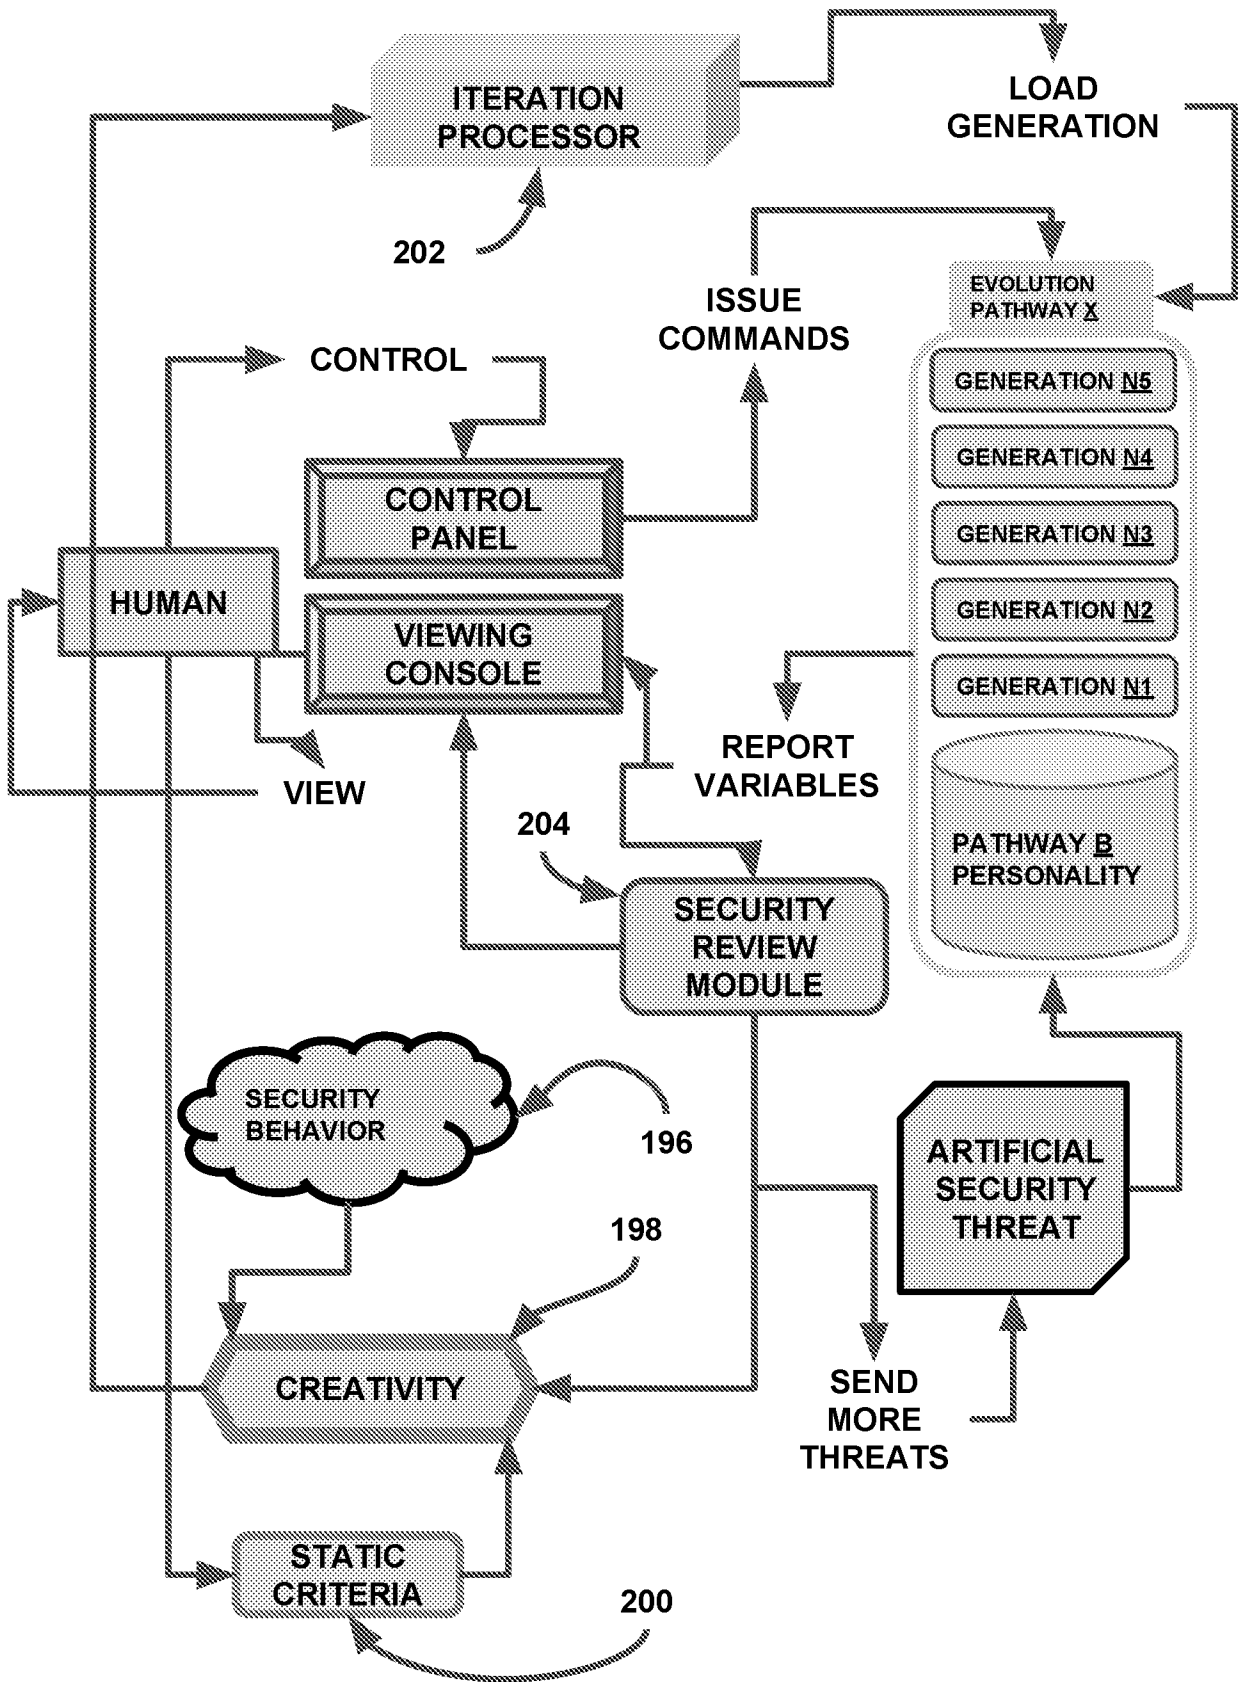 ITERATION
PROCESSOR
LOAD
GENERATION
202
ISSUE
COMMANDS
EVOLUTION
PATHWAY X
CONTROL
GENERATION N5
GENERATION N4
CONTROL
PANEL
GENERATION N3
HUMAN
GENERATION N2
VIEWING
CONSOLE
GENERATION N1
REPORT
VARIABLES
VIEW
204
PATHWAY B
PERSONALITY
SECURITY
REVIEW
MODULE
SECURITY
BEHAVIOR
196
ARTIFICIAL
SECURITY
THREAT
198
CREATIVITY
SEND
MORE
THREATS
STATIC
CRITERIA
200